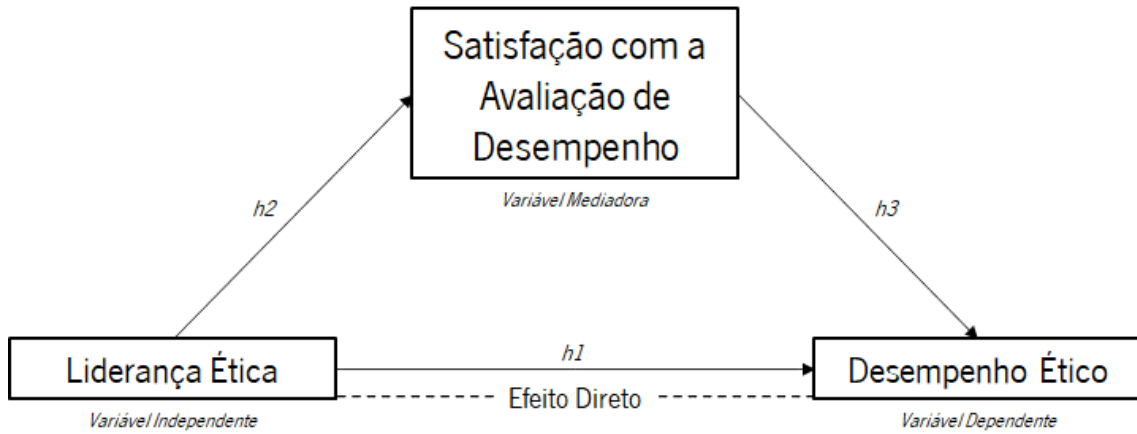 Satisfação com a
Avaliação de
Desempenho
Variável Mediadora
h2
h3
Liderança Ética
h1
Desempenho Ético
Efeito Direto
Variável Independente
Variável Dependente